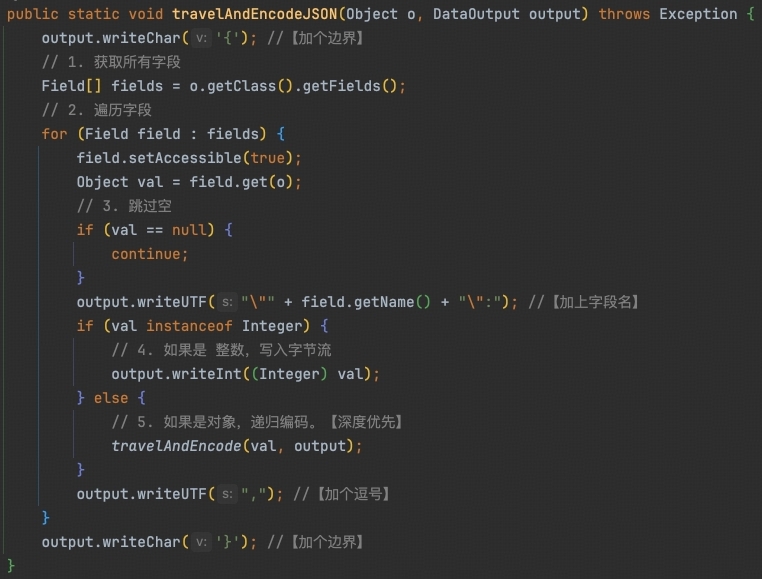 public static void travelAndEncodeJSON(Object o, DataOutput output) throws Exception {
    output.writeChar( v: '{'); //【加个边界】
    // 1. 获取所有字段
    Field[] fields = o.getClass().getFields();
    // 2. 遍历字段
    for (Field field : fields) {
        field.setAccessible(true);
        Object val = field.get(o);
        // 3. 跳过空
        if (val == null) {
            continue;
        }
        output.writeUTF( s: "\"" + field.getName() + "\":"); //【加上字段名】
        if (val instanceof Integer) {
            // 4. 如果是 整数，写入字节流
            output.writeInt((Integer) val);
        } else {
            // 5. 如果是对象，递归编码。【深度优先】
            travelAndEncode(val, output);
        }
        output.writeUTF( s: ","); //【加个逗号】
    }
    output.writeChar( v: '}'); //【加个边界】
}